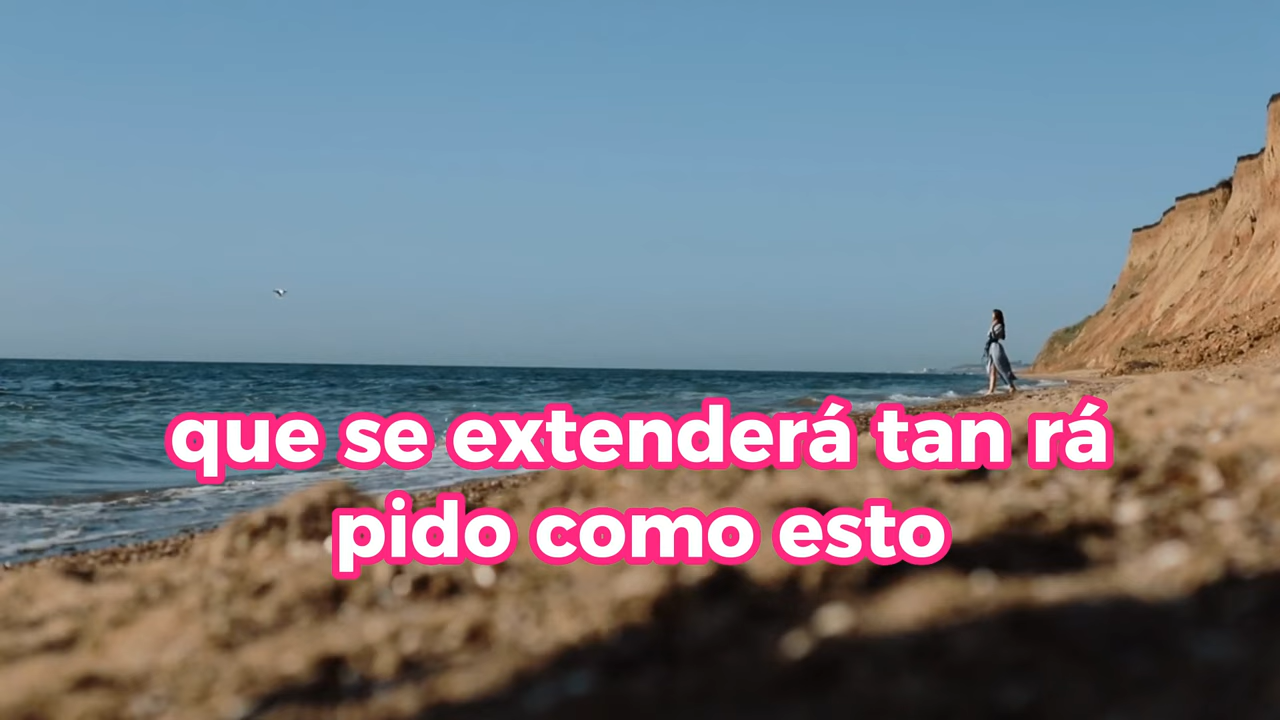 que se extenderá tan rá
pido como esto